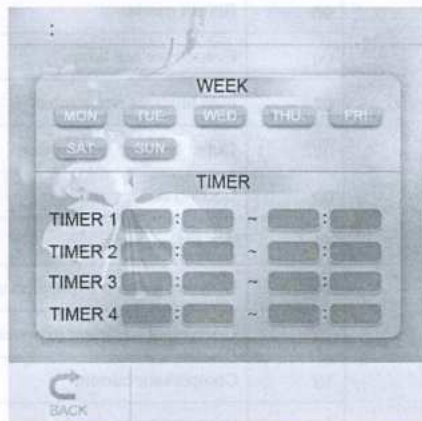 :
WEEK
MON TUE WED THU FRI
SAT SUN
TIMER
TIMER 1 : ~ :
TIMER 2 : ~ :
TIMER 3 : ~ :
TIMER 4 : ~ :
BACK